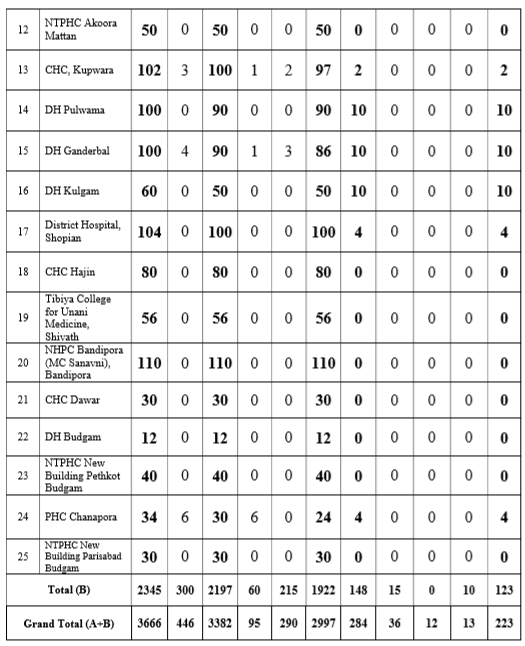 12 NTPHC Akoora Mattan 50 0 50 0 0 50 0 0 0 0 0
13 CHC, Kupwara 102 3 100 1 2 97 2 0 0 0 2
14 DH Pulwama 100 0 90 0 0 90 10 0 0 0 10
15 DH Ganderbal 100 4 90 1 3 86 10 0 0 0 10
16 DH Kulgam 60 0 50 0 0 50 10 0 0 0 10
17 District Hospital, Shopian 104 0 100 0 0 100 4 0 0 0 4
18 CHC Hajin 80 0 80 0 0 80 0 0 0 0 0
19 Tibiya College for Unani Medicine, Shivath 56 0 56 0 0 56 0 0 0 0 0
20 NHPC Bandipora (MC Sanavni), Bandipora 110 0 110 0 0 110 0 0 0 0 0
21 CHC Dawar 30 0 30 0 0 30 0 0 0 0 0
22 DH Budgam 12 0 12 0 0 12 0 0 0 0 0
23 NTPHC New Building Pethkot Budgam 40 0 40 0 0 40 0 0 0 0 0
24 PHC Chanapora 34 6 30 6 0 24 4 0 0 0 4
25 NTPHC New Building Parisabad Budgam 30 0 30 0 0 30 0 0 0 0 0
Total (B) 2345 300 2197 60 215 1922 148 15 0 10 123
Grand Total (A+B) 3666 446 3382 95 290 2997 284 36 12 13 223